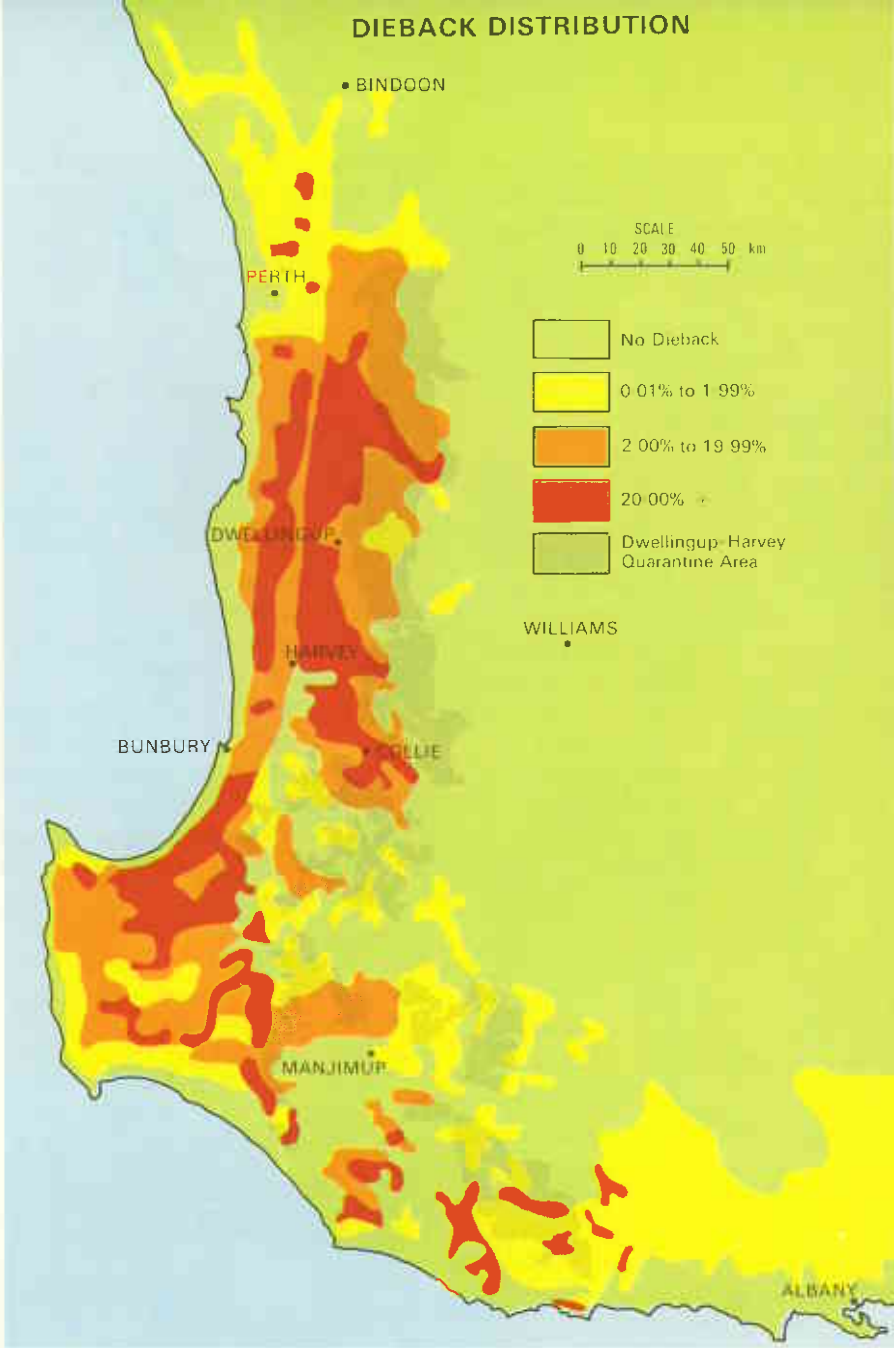 DIEBACK DISTRIBUTION
BINDOON
SCALE
0 10 20 30 40 50 km
PERTH
No Dieback
0·01% to 1·99%
2·00% to 19·99%
20·00% +
DWELLINGUP
Dwellingup-Harvey
Quarantine Area
WILLIAMS
HARVEY
BUNBURY
COLLIE
MANJIMUP
ALBANY